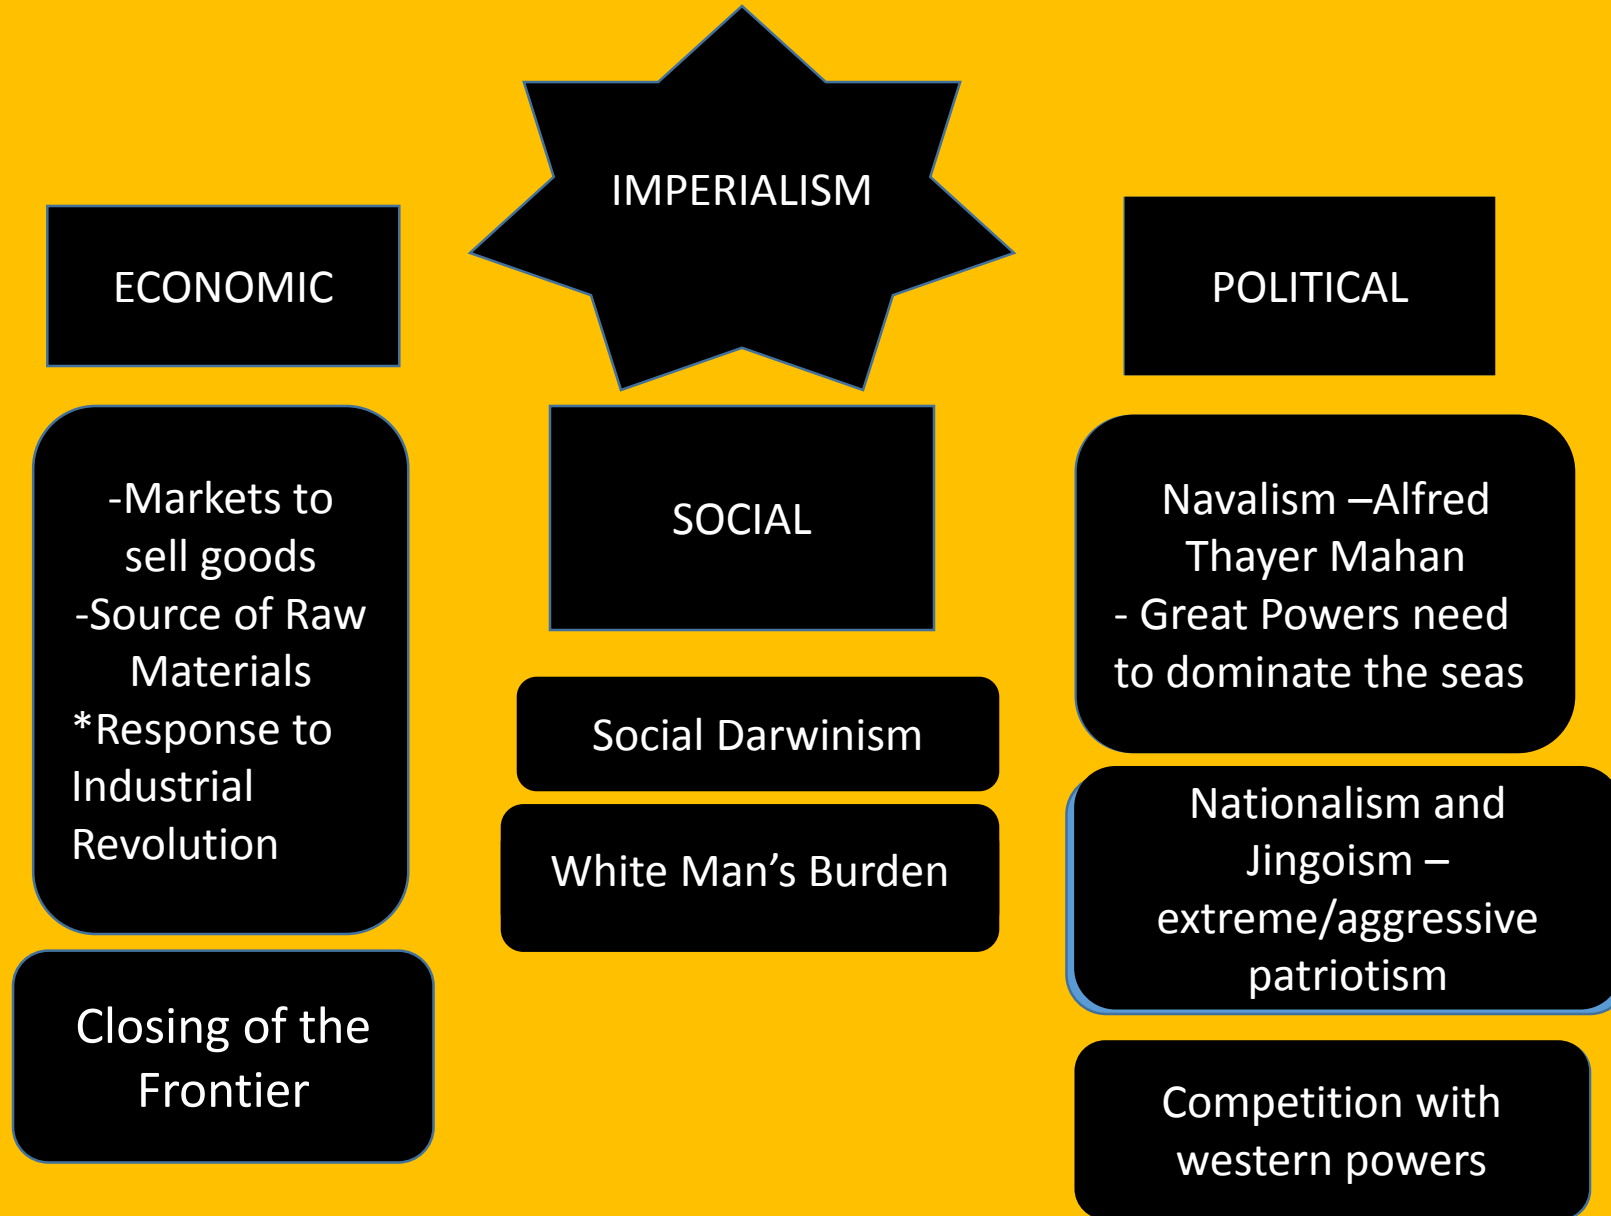 IMPERIALISM
ECONOMIC
-Markets to
sell goods
-Source of Raw
Materials
*Response to
Industrial
Revolution
Closing of the
Frontier
SOCIAL
Social Darwinism
White Man’s Burden
POLITICAL
Navalism –Alfred
Thayer Mahan
- Great Powers need
to dominate the seas
Nationalism and
Jingoism –
extreme/aggressive
patriotism
Competition with
western powers